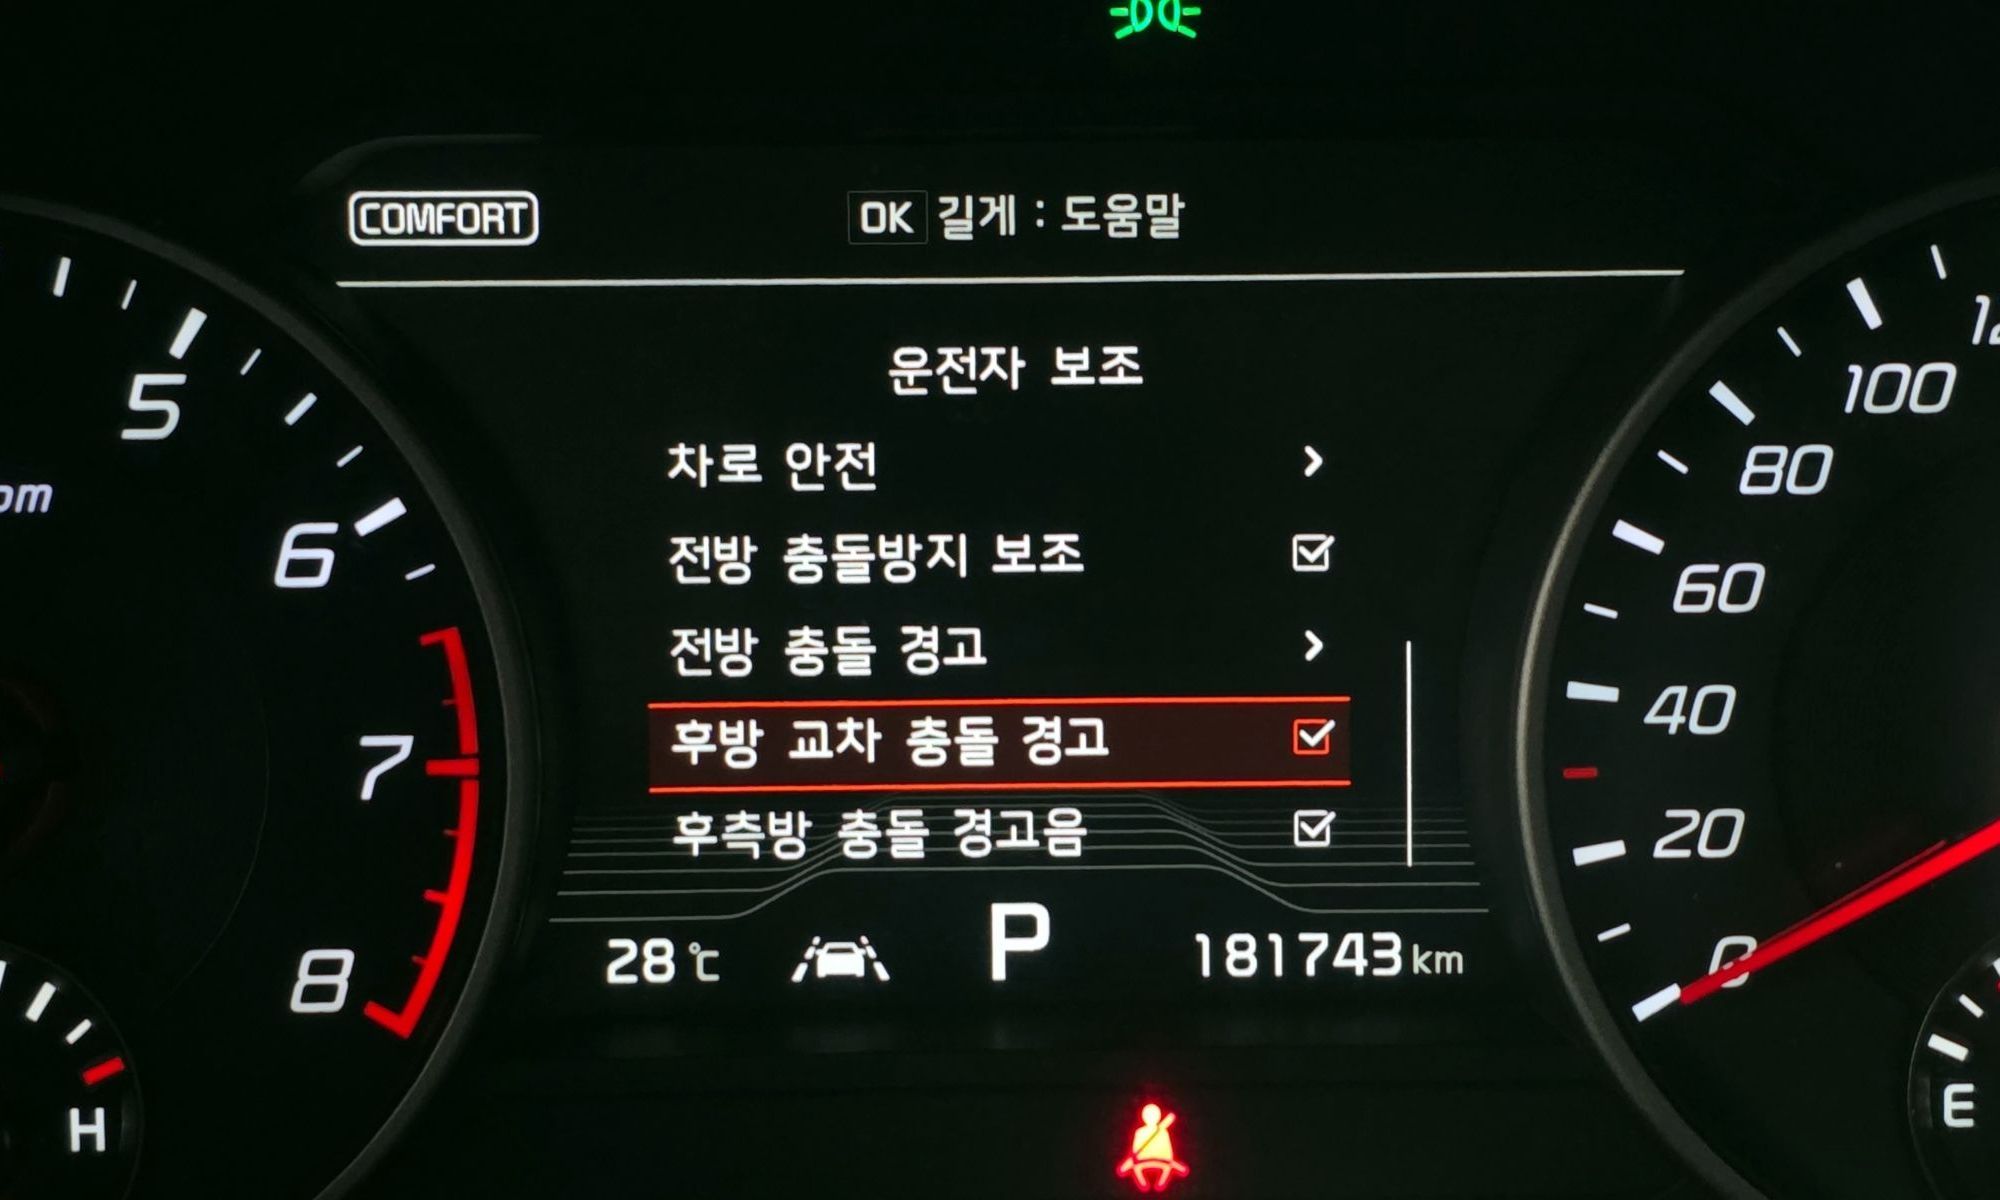 COMFORT
OK 길게 : 도움말
운전자 보조
차로 안전
전방 충돌방지 보조
전방 충돌 경고
후방 교차 충돌 경고
후측방 충돌 경고음
28℃
P
181743km
5
6
7
8
H
100
80
60
40
20
0
E